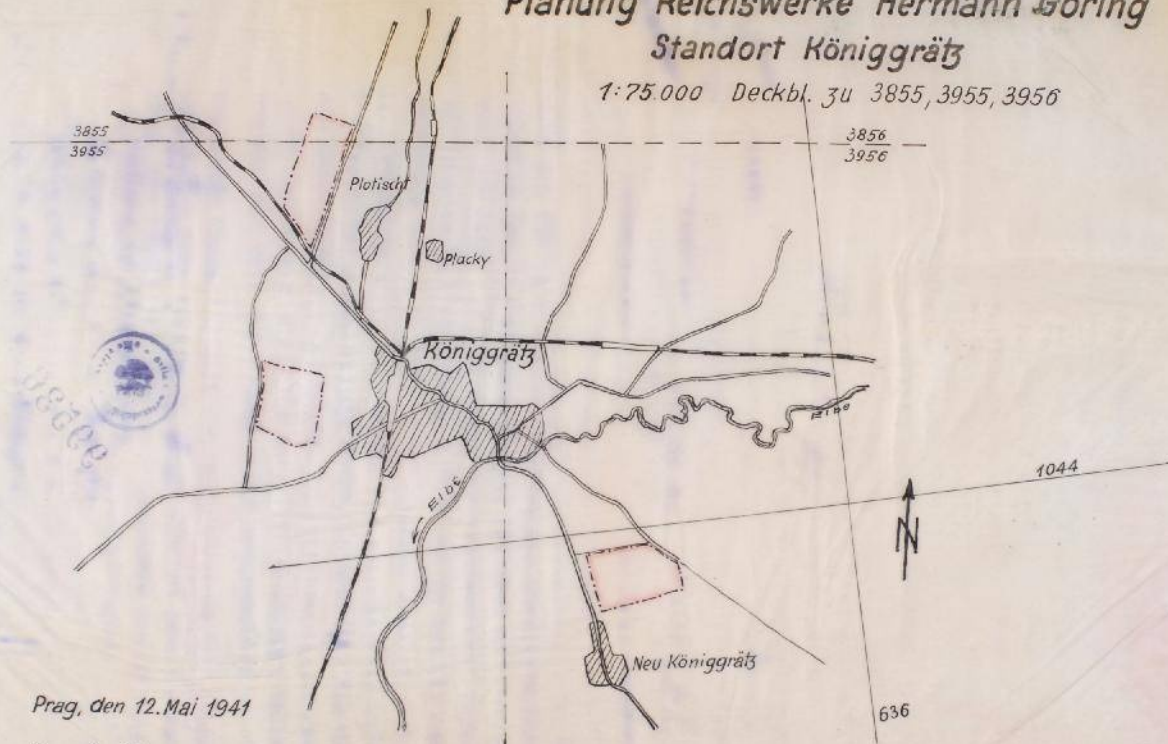 Planung Reichswerke Hermann Göring
Standort Königgrätz
1:75.000 Deckbl. zu 3855, 3955, 3956
3855
3955
3856
3956
Plotischt
Placky
Königgrätz
Elbe
Elbe
1044
N
Neu Königgrätz
636
Prag, den 12. Mai 1941